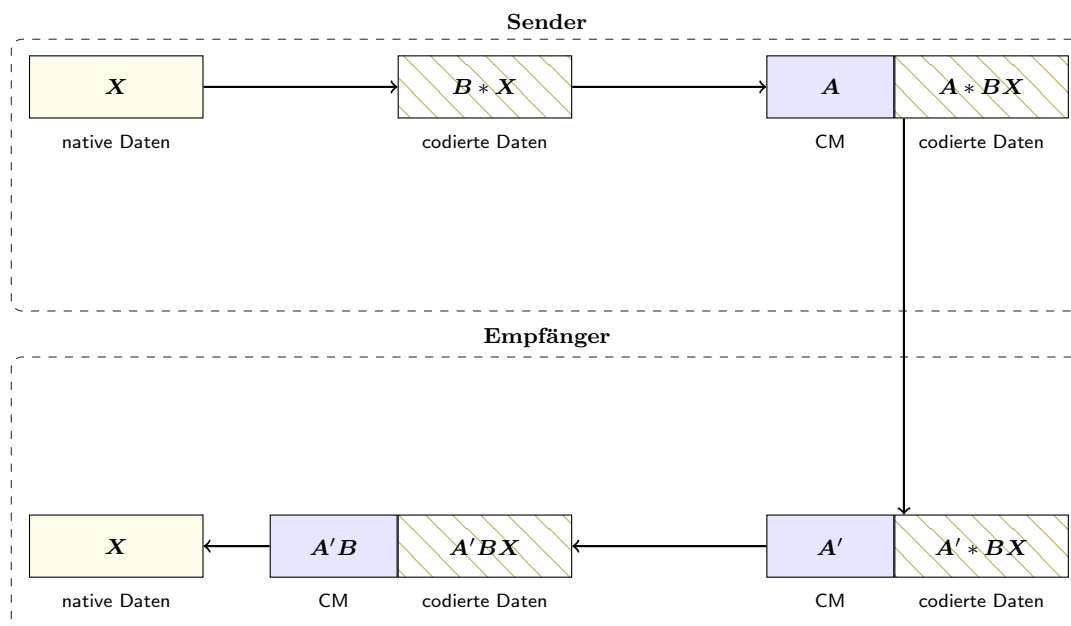 Sender
X B ∗ X A A ∗ BX
native Daten codierte Daten CM codierte Daten
Empfänger
X A′B A′BX A′ A′ ∗ BX
native Daten CM codierte Daten CM codierte Daten